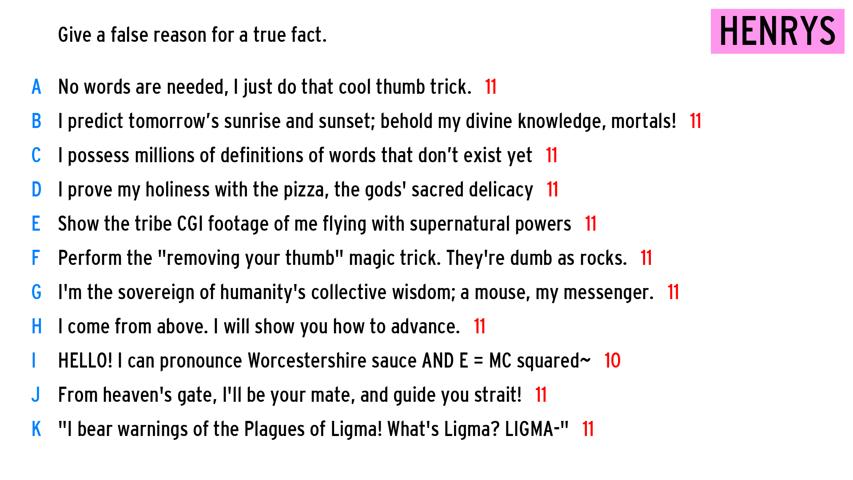 Give a false reason for a true fact.
HENRYS
A No words are needed, I just do that cool thumb trick. 11
B I predict tomorrow's sunrise and sunset; behold my divine knowledge, mortals! 11
C I possess millions of definitions of words that don't exist yet 11
D I prove my holiness with the pizza, the gods' sacred delicacy 11
E Show the tribe CGI footage of me flying with supernatural powers 11
F Perform the "removing your thumb" magic trick. They're dumb as rocks. 11
G I'm the sovereign of humanity's collective wisdom; a mouse, my messenger. 11
H I come from above. I will show you how to advance. 11
I HELLO! I can pronounce Worcestershire sauce AND E = MC squared~ 10
J From heaven's gate, I'll be your mate, and guide you strait! 11
K "I bear warnings of the Plagues of Ligma! What's Ligma? LIGMA-" 11